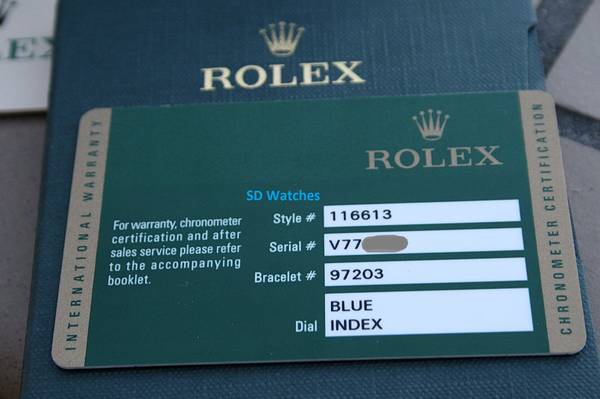 ROLEX
ROLEX
INTERNATIONAL WARRANTY
SD Watches
For warranty, chronometer
certification and after
sales service please refer
to the accompanying
booklet.
Style # 116613
Serial # V77
Bracelet # 97203
Dial BLUE
INDEX
CHRONOMETER CERTIFICATION